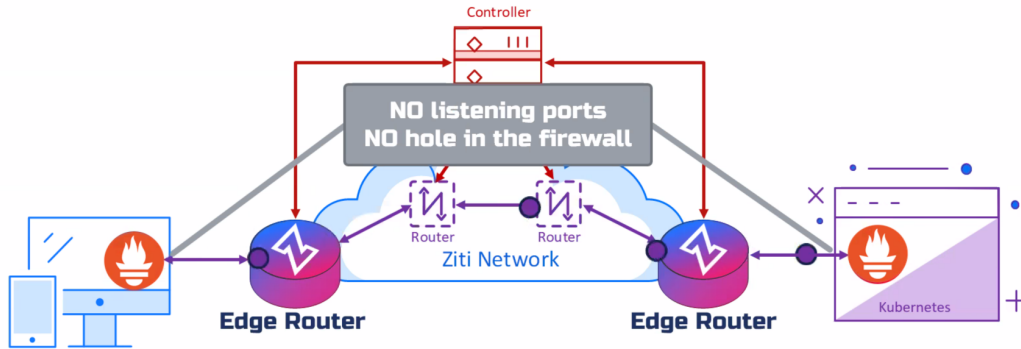 Controller
NO listening ports
NO hole in the firewall
Router
Router
Ziti Network
Edge Router
Edge Router
Kubernetes